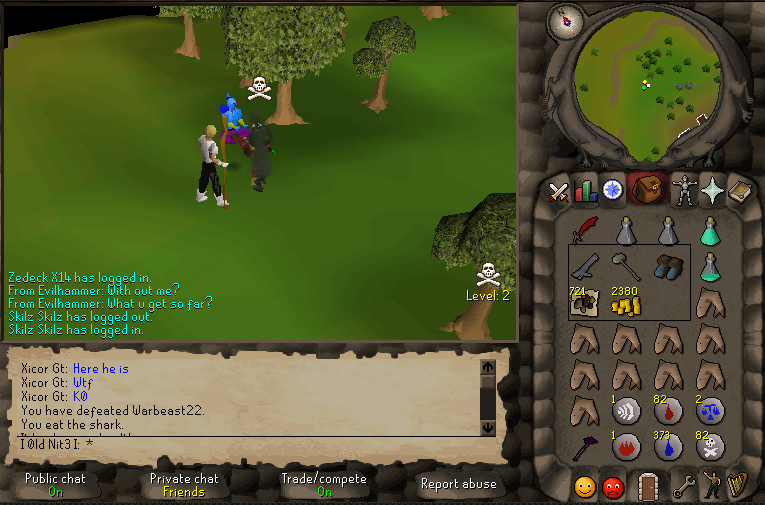 Level: 2
Zedeck X14 has logged in.
From Evilhammer: With out me?
From Evilhammer: What u get so far?
Skilz Skilz has logged out.
Skilz Skilz has logged in.
721
2380
1
82
2
1
373
82
Xicor Gt: Here he is
Xicor Gt: Wtf
Xicor Gt: K0
You have defeated Warbeast22.
You eat the shark.
I 0ld Nit3 I: *
Public chat
On
Private chat
Friends
Trade/compete
On
Report abuse